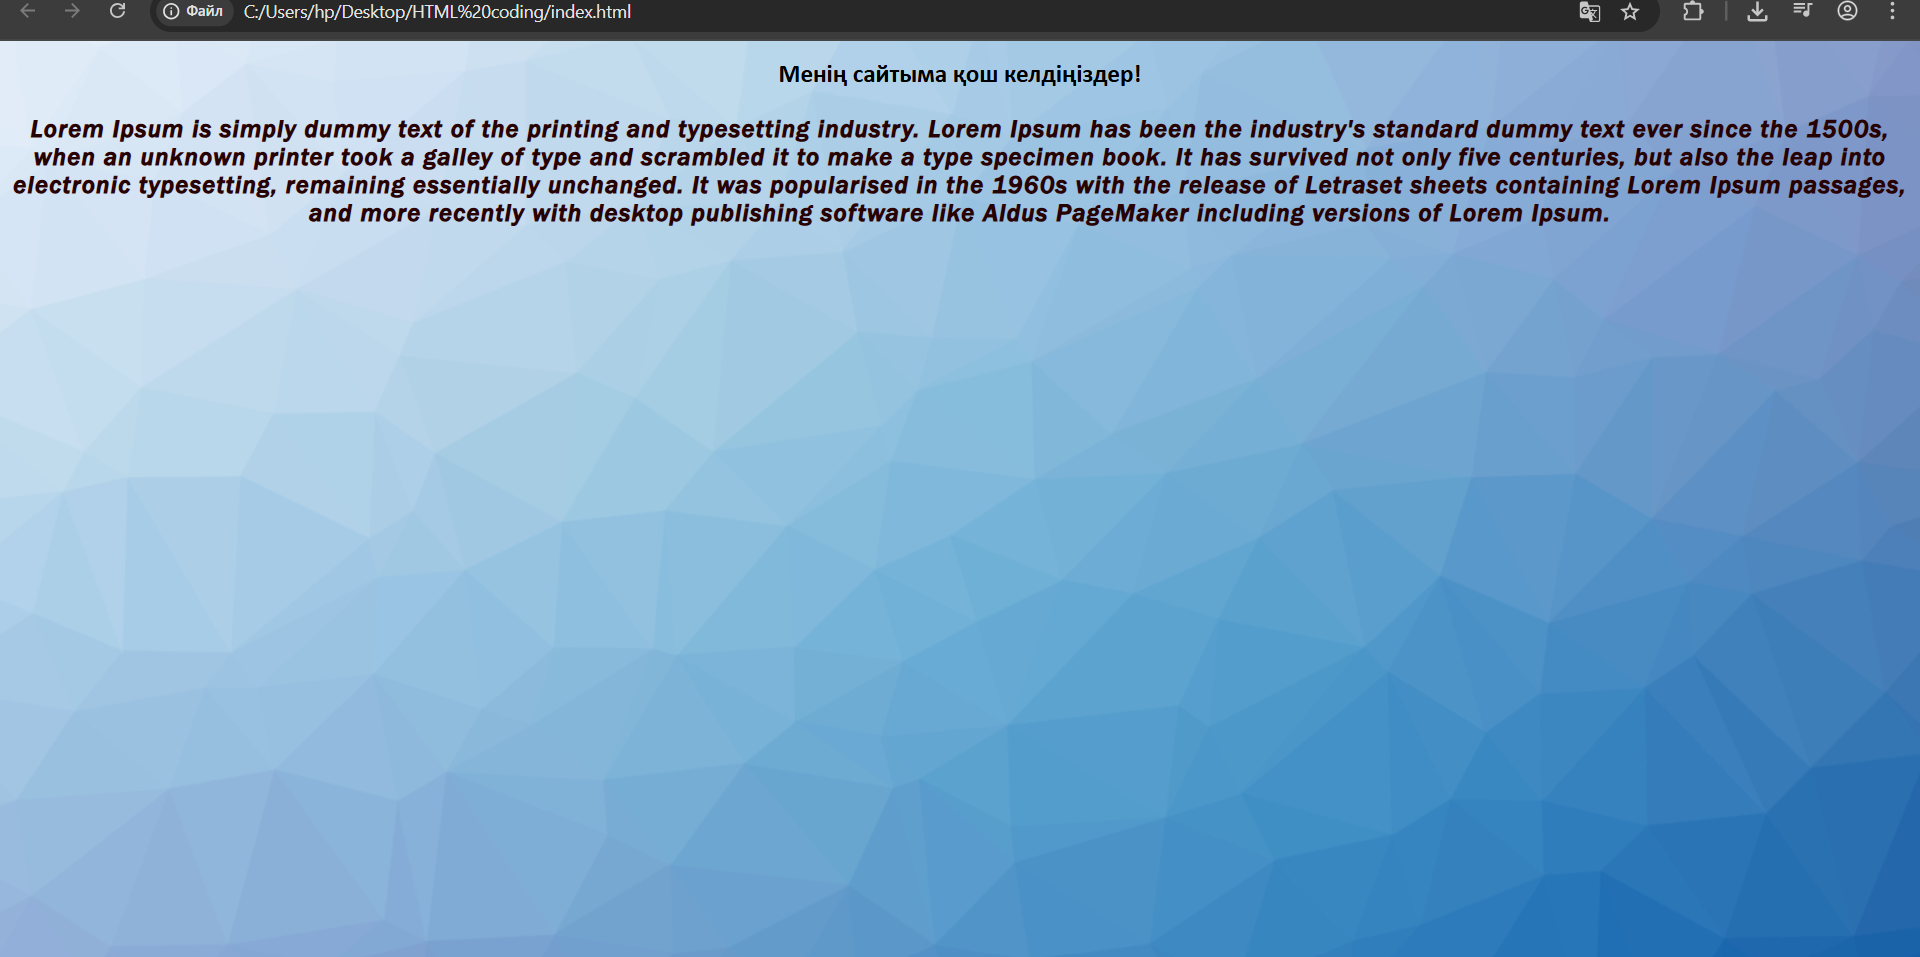 Файл C:/Users/hp/Desktop/HTML%20coding/index.html
Менің сайтыма қош келдіңіздер!
Lorem Ipsum is simply dummy text of the printing and typesetting industry. Lorem Ipsum has been the industry's standard dummy text ever since the 1500s,
when an unknown printer took a galley of type and scrambled it to make a type specimen book. It has survived not only five centuries, but also the leap into
electronic typesetting, remaining essentially unchanged. It was popularised in the 1960s with the release of Letraset sheets containing Lorem Ipsum passages,
and more recently with desktop publishing software like Aldus PageMaker including versions of Lorem Ipsum.